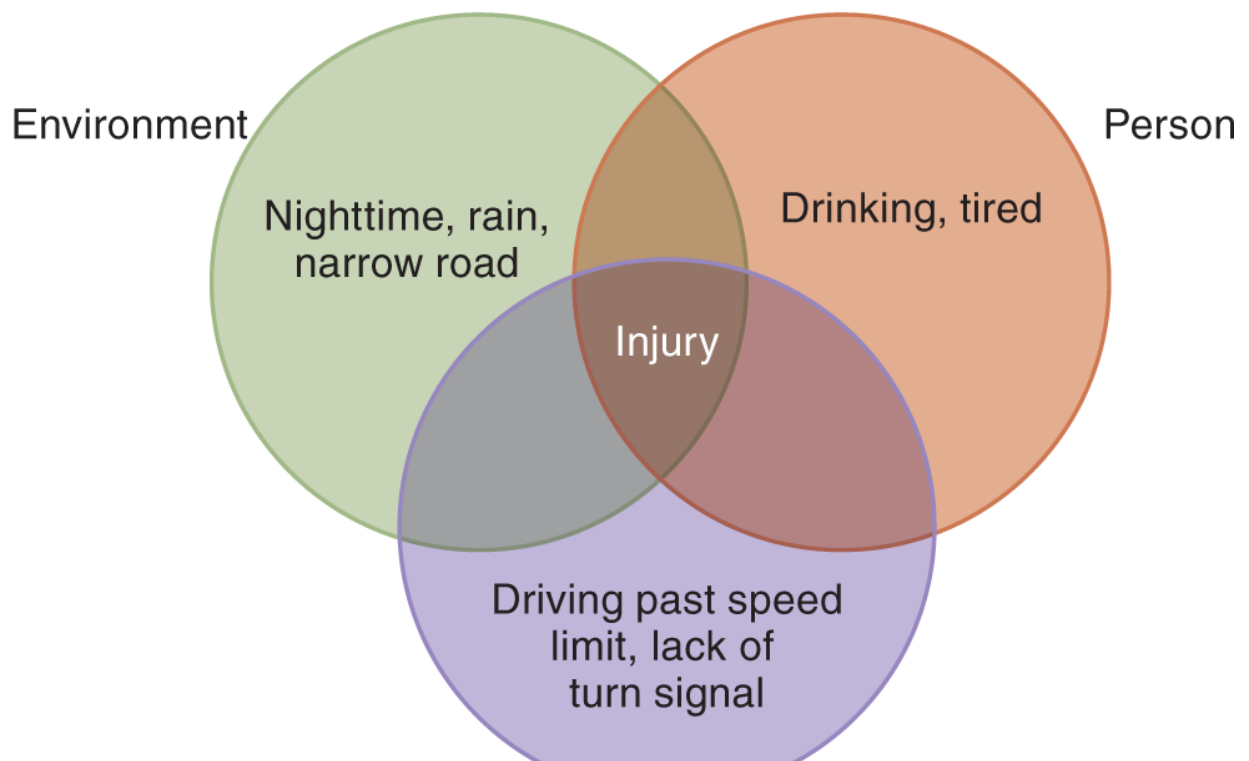 Environment
Person
Nighttime, rain,
narrow road
Drinking, tired
Injury
Driving past speed
limit, lack of
turn signal